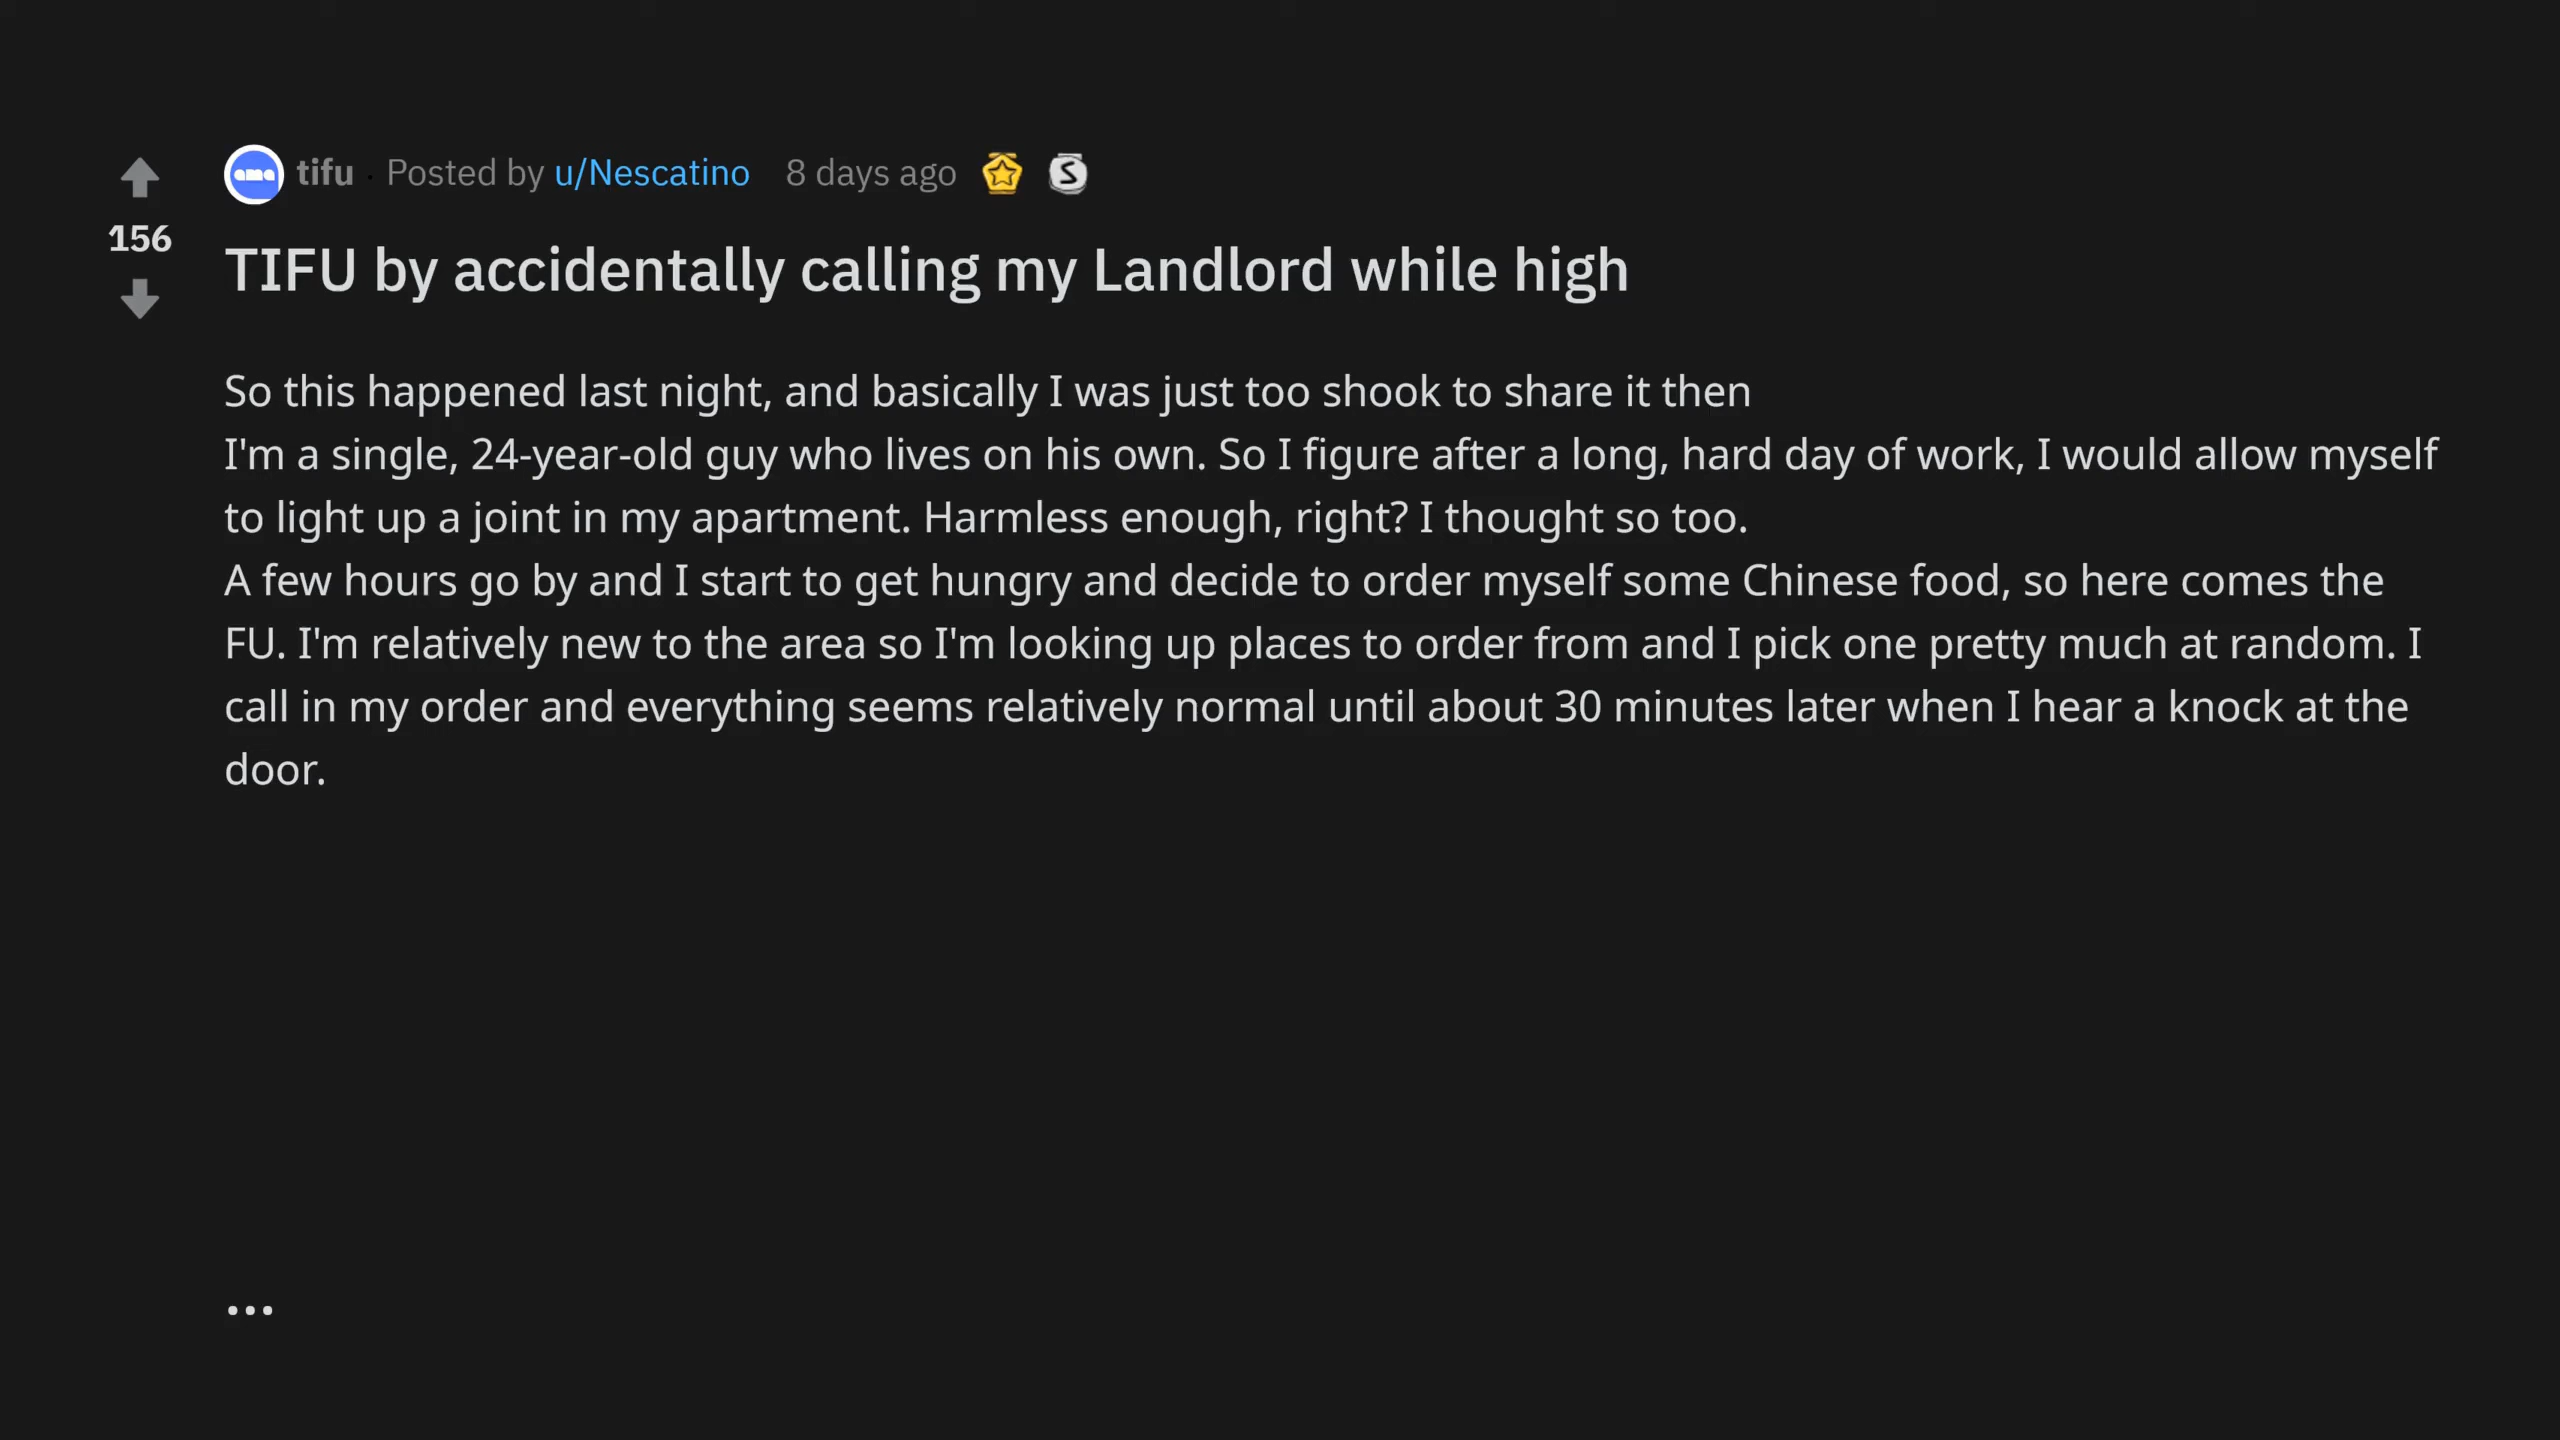 ama tifu · Posted by u/Nescatino 8 days ago S
156
TIFU by accidentally calling my Landlord while high
So this happened last night, and basically I was just too shook to share it then
I'm a single, 24-year-old guy who lives on his own. So I figure after a long, hard day of work, I would allow myself
to light up a joint in my apartment. Harmless enough, right? I thought so too.
A few hours go by and I start to get hungry and decide to order myself some Chinese food, so here comes the
FU. I'm relatively new to the area so I'm looking up places to order from and I pick one pretty much at random. I
call in my order and everything seems relatively normal until about 30 minutes later when I hear a knock at the
door.
...